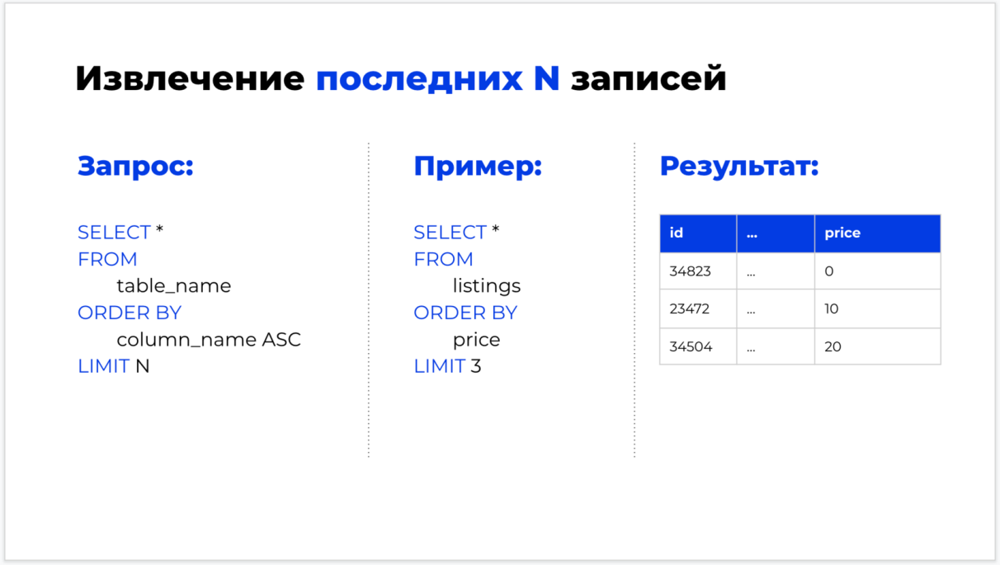 Извлечение последних N записей
Запрос:
SELECT *
FROM
table_name
ORDER BY
column_name ASC
LIMIT N
Пример:
SELECT *
FROM
listings
ORDER BY
price
LIMIT 3
Результат:
id ... price
34823 ... 0
23472 ... 10
34504 ... 20